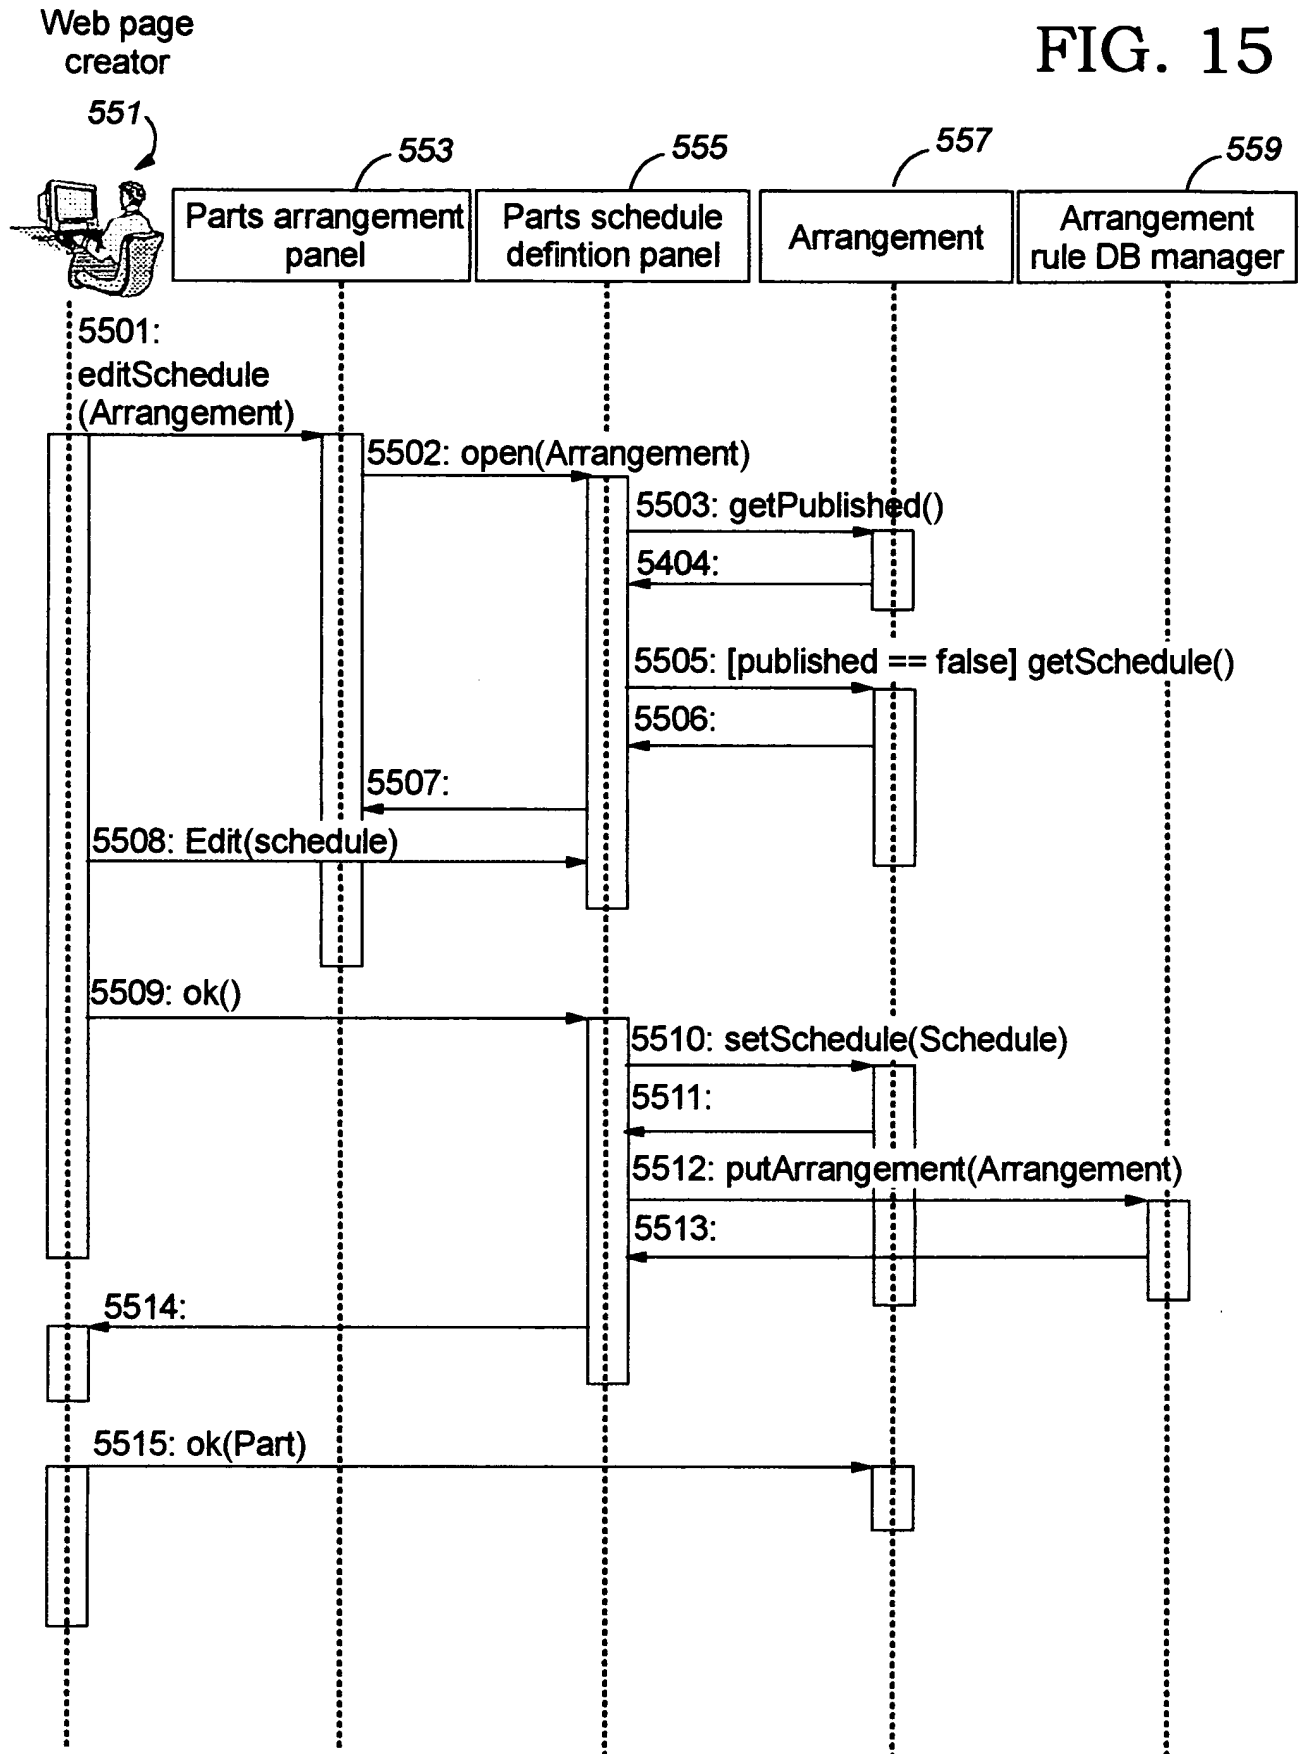 Web page
creator
FIG. 15
551
553
555
557
559
Parts arrangement
panel
Parts schedule
defintion panel
Arrangement
Arrangement
rule DB manager
5501:
editSchedule
(Arrangement)
5502: open(Arrangement)
5503: getPublished()
5404:
5505: [published == false] getSchedule()
5506:
5507:
5508: Edit(schedule)
5509: ok()
5510: setSchedule(Schedule)
5511:
5512: putArrangement(Arrangement)
5513:
5514:
5515: ok(Part)